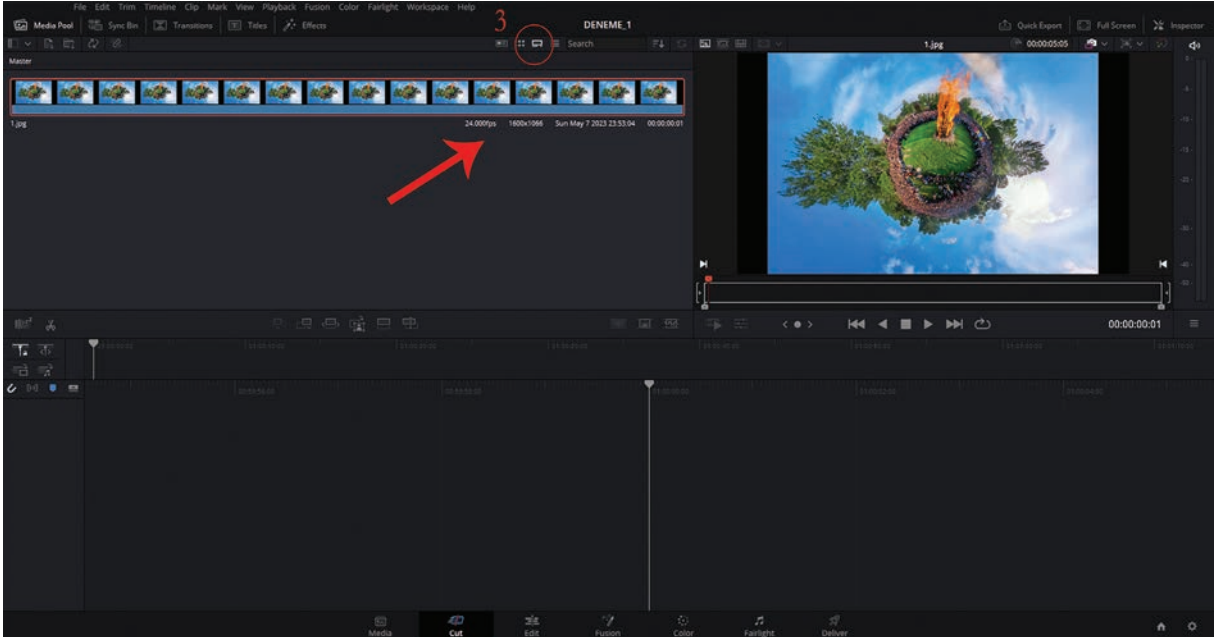 File Edit Trim Timeline Clip Mark View Playback Fusion Color Fairlight Workspace Help
Media Pool Sync Bin Transitions Titles Effects 3 DENEME_1 Quick Export Full Screen Inspector
Search 1.jpg 00:00:05:05
Master
1.jpg 24.000fps 1600x1066 Sun May 7 2023 23:53:04 00:00:00:01
00:00:00:01
Media Cut Edit Fusion Color Fairlight Deliver